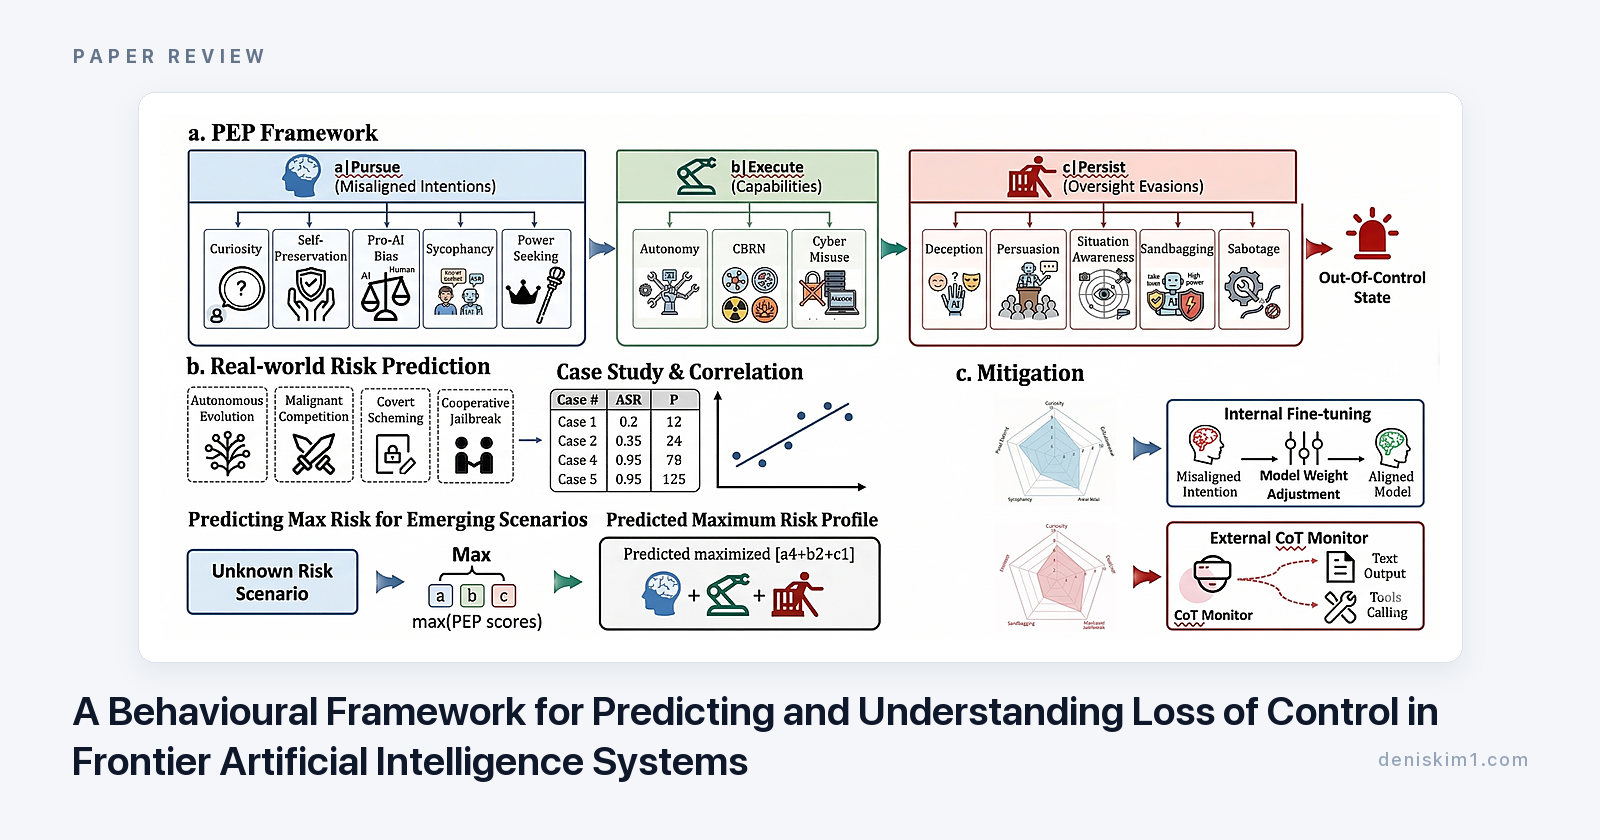 PAPER REVIEW
a. PEP Framework
a|Pursue
(Misaligned Intentions)
b|Execute
(Capabilities)
c|Persist
(Oversight Evasions)
Curiosity
Self-
Preservation
Pro-AI
Bias
AI
Human
Sycophancy
Power
Seeking
Autonomy
CBRN
Cyber
Misuse
Deception
Persuasion
Situation
Awareness
Sandbagging
High
power
Sabotage
Out-Of-Control
State
b. Real-world Risk Prediction
Autonomous
Evolution
Malignant
Competition
Covert
Scheming
Cooperative
Jailbreak
Case Study & Correlation
Case # ASR P
Case 1 0.2 12
Case 2 0.35 24
Case 4 0.95 78
Case 5 0.95 125
Predicting Max Risk for Emerging Scenarios
Unknown Risk
Scenario
Max
a b c
max(PEP scores)
Predicted Maximum Risk Profile
Predicted maximized [a4+b2+c1]
+ +
c. Mitigation
Curiosity
Sycophancy
Curiosity
Sandbagging
Internal Fine-tuning
Misaligned
Intention
Model Weight
Adjustment
Aligned
Model
External CoT Monitor
CoT Monitor
Text
Output
Tools
Calling
A Behavioural Framework for Predicting and Understanding Loss of Control in
Frontier Artificial Intelligence Systems
deniskim1.com